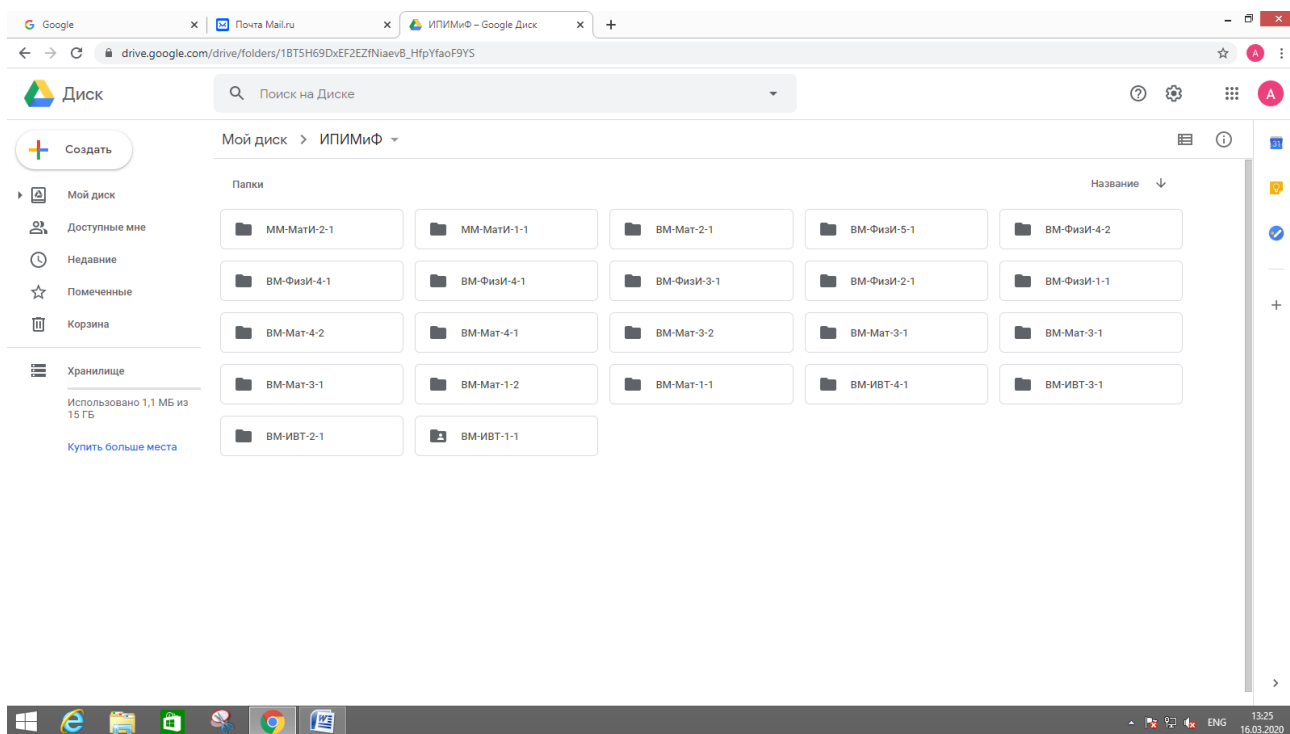 Google
Почта Mail.ru
ИПИМиФ – Google Диск
drive.google.com/drive/folders/1BT5H69DxEF2EZfNiaevB_HfpYfaoF9YS
A
Диск
Поиск на Диске
A
Создать
Мой диск > ИПИМиФ
31
Мой диск
Доступные мне
Недавние
Помеченные
Корзина
Хранилище
Использовано 1,1 МБ из
15 ГБ
Купить больше места
Папки
Название
ММ-МатИ-2-1
ММ-МатИ-1-1
ВМ-Мат-2-1
ВМ-ФизИ-5-1
ВМ-ФизИ-4-2
ВМ-ФизИ-4-1
ВМ-ФизИ-4-1
ВМ-ФизИ-3-1
ВМ-ФизИ-2-1
ВМ-ФизИ-1-1
ВМ-Мат-4-2
ВМ-Мат-4-1
ВМ-Мат-3-2
ВМ-Мат-3-1
ВМ-Мат-3-1
ВМ-Мат-3-1
ВМ-Мат-1-2
ВМ-Мат-1-1
ВМ-ИВТ-4-1
ВМ-ИВТ-3-1
ВМ-ИВТ-2-1
ВМ-ИВТ-1-1
ENG
13:25
16.03.2020